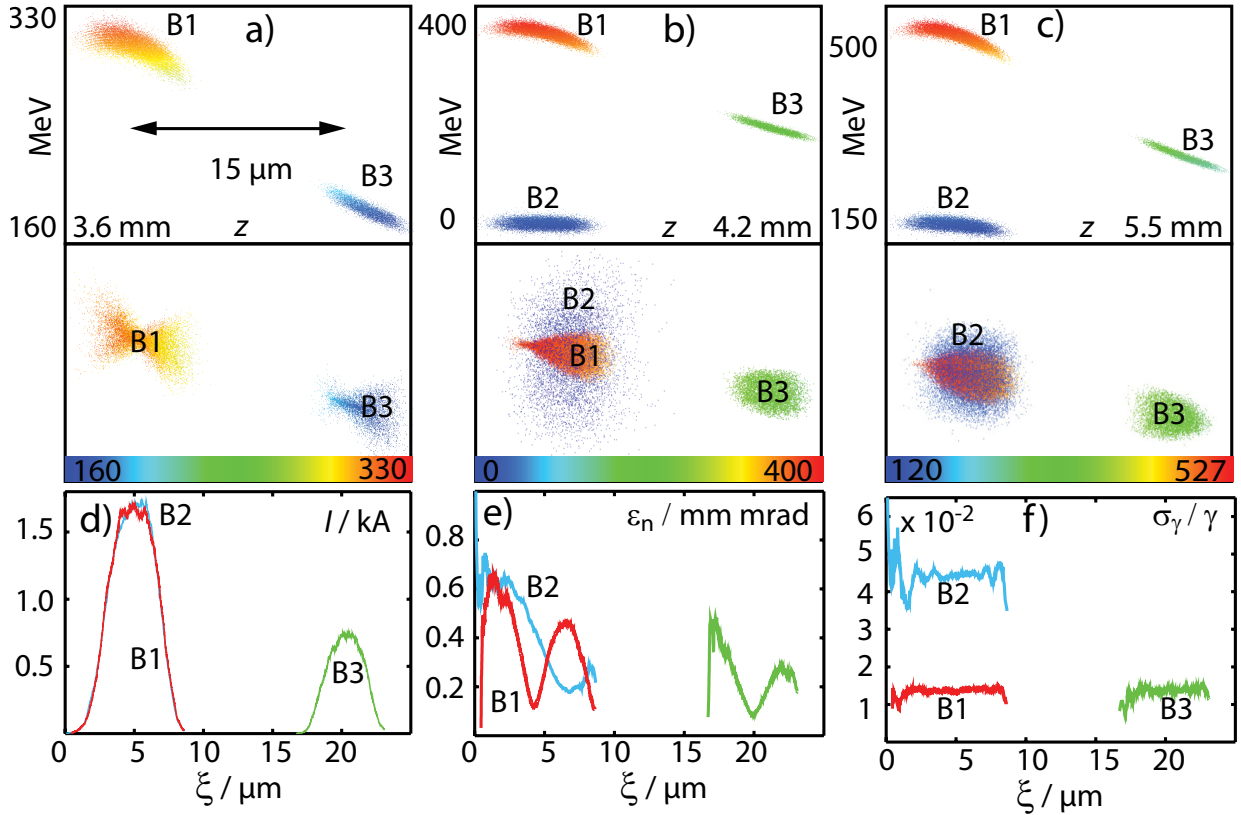 330
B1
a)
MeV
15 μm
B3
160
3.6 mm
z
B1
B3
160
330
400
B1
b)
MeV
B3
B2
0
z
4.2 mm
B2
B1
B3
0
400
500
B1
c)
MeV
B3
B2
150
z
5.5 mm
B2
B3
120
527
d)
B2
I / kA
1.5
1.0
0.5
B1
B3
0
5
10
15
20
ξ / μm
e)
εn / mm mrad
0.8
0.6
0.4
0.2
B2
B1
0
5
10
15
20
ξ / μm
6
x 10-2
f)
σγ / γ
5
4
3
2
1
B2
B1
B3
0
5
10
15
20
ξ / μm